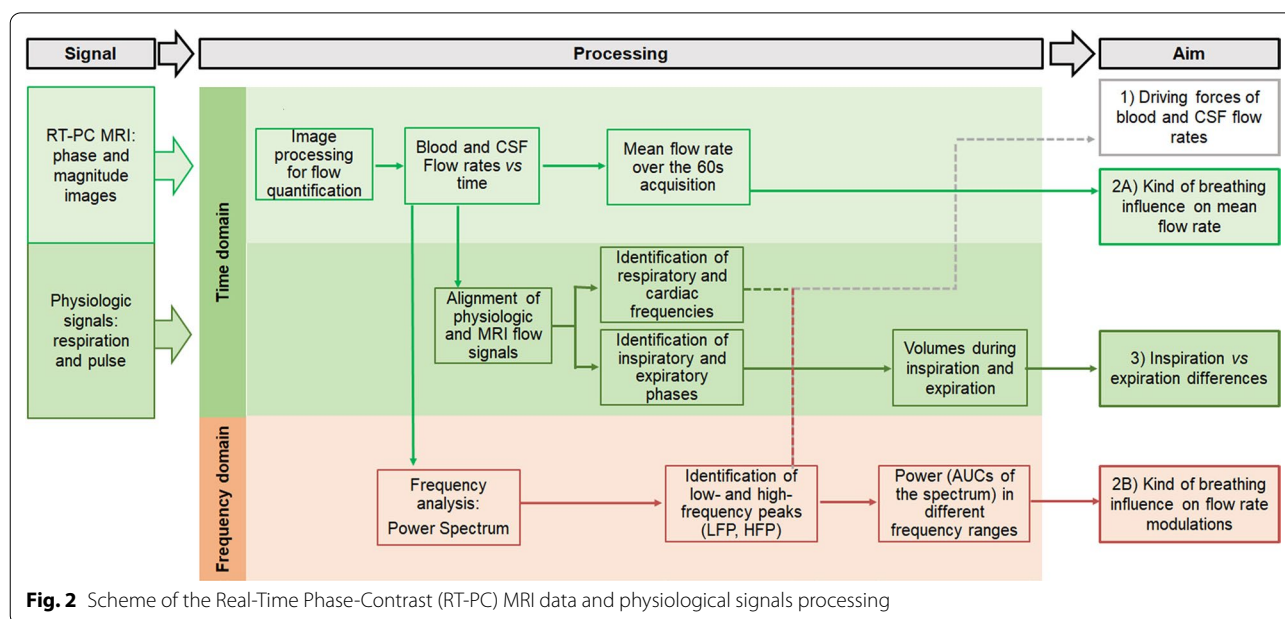 Signal
Processing
Aim
RT-PC MRI:
phase and
magnitude
images
Physiologic
signals:
respiration
and pulse
Time domain
Image
processing
for flow
quantification
Blood and CSF
Flow rates vs
time
Mean flow rate
over the 60s
acquisition
Alignment of
physiologic
and MRI flow
signals
Identification of
respiratory and
cardiac
frequencies
Identification of
inspiratory and
expiratory
phases
Volumes during
inspiration and
expiration
Frequency domain
Frequency
analysis:
Power Spectrum
Identification of
low- and high-
frequency peaks
(LFP, HFP)
Power (AUCs of
the spectrum) in
different
frequency ranges
1) Driving forces of
blood and CSF flow
rates
2A) Kind of breathing
influence on mean
flow rate
3) Inspiration vs
expiration differences
2B) Kind of breathing
influence on flow rate
modulations
Fig. 2 Scheme of the Real-Time Phase-Contrast (RT-PC) MRI data and physiological signals processing